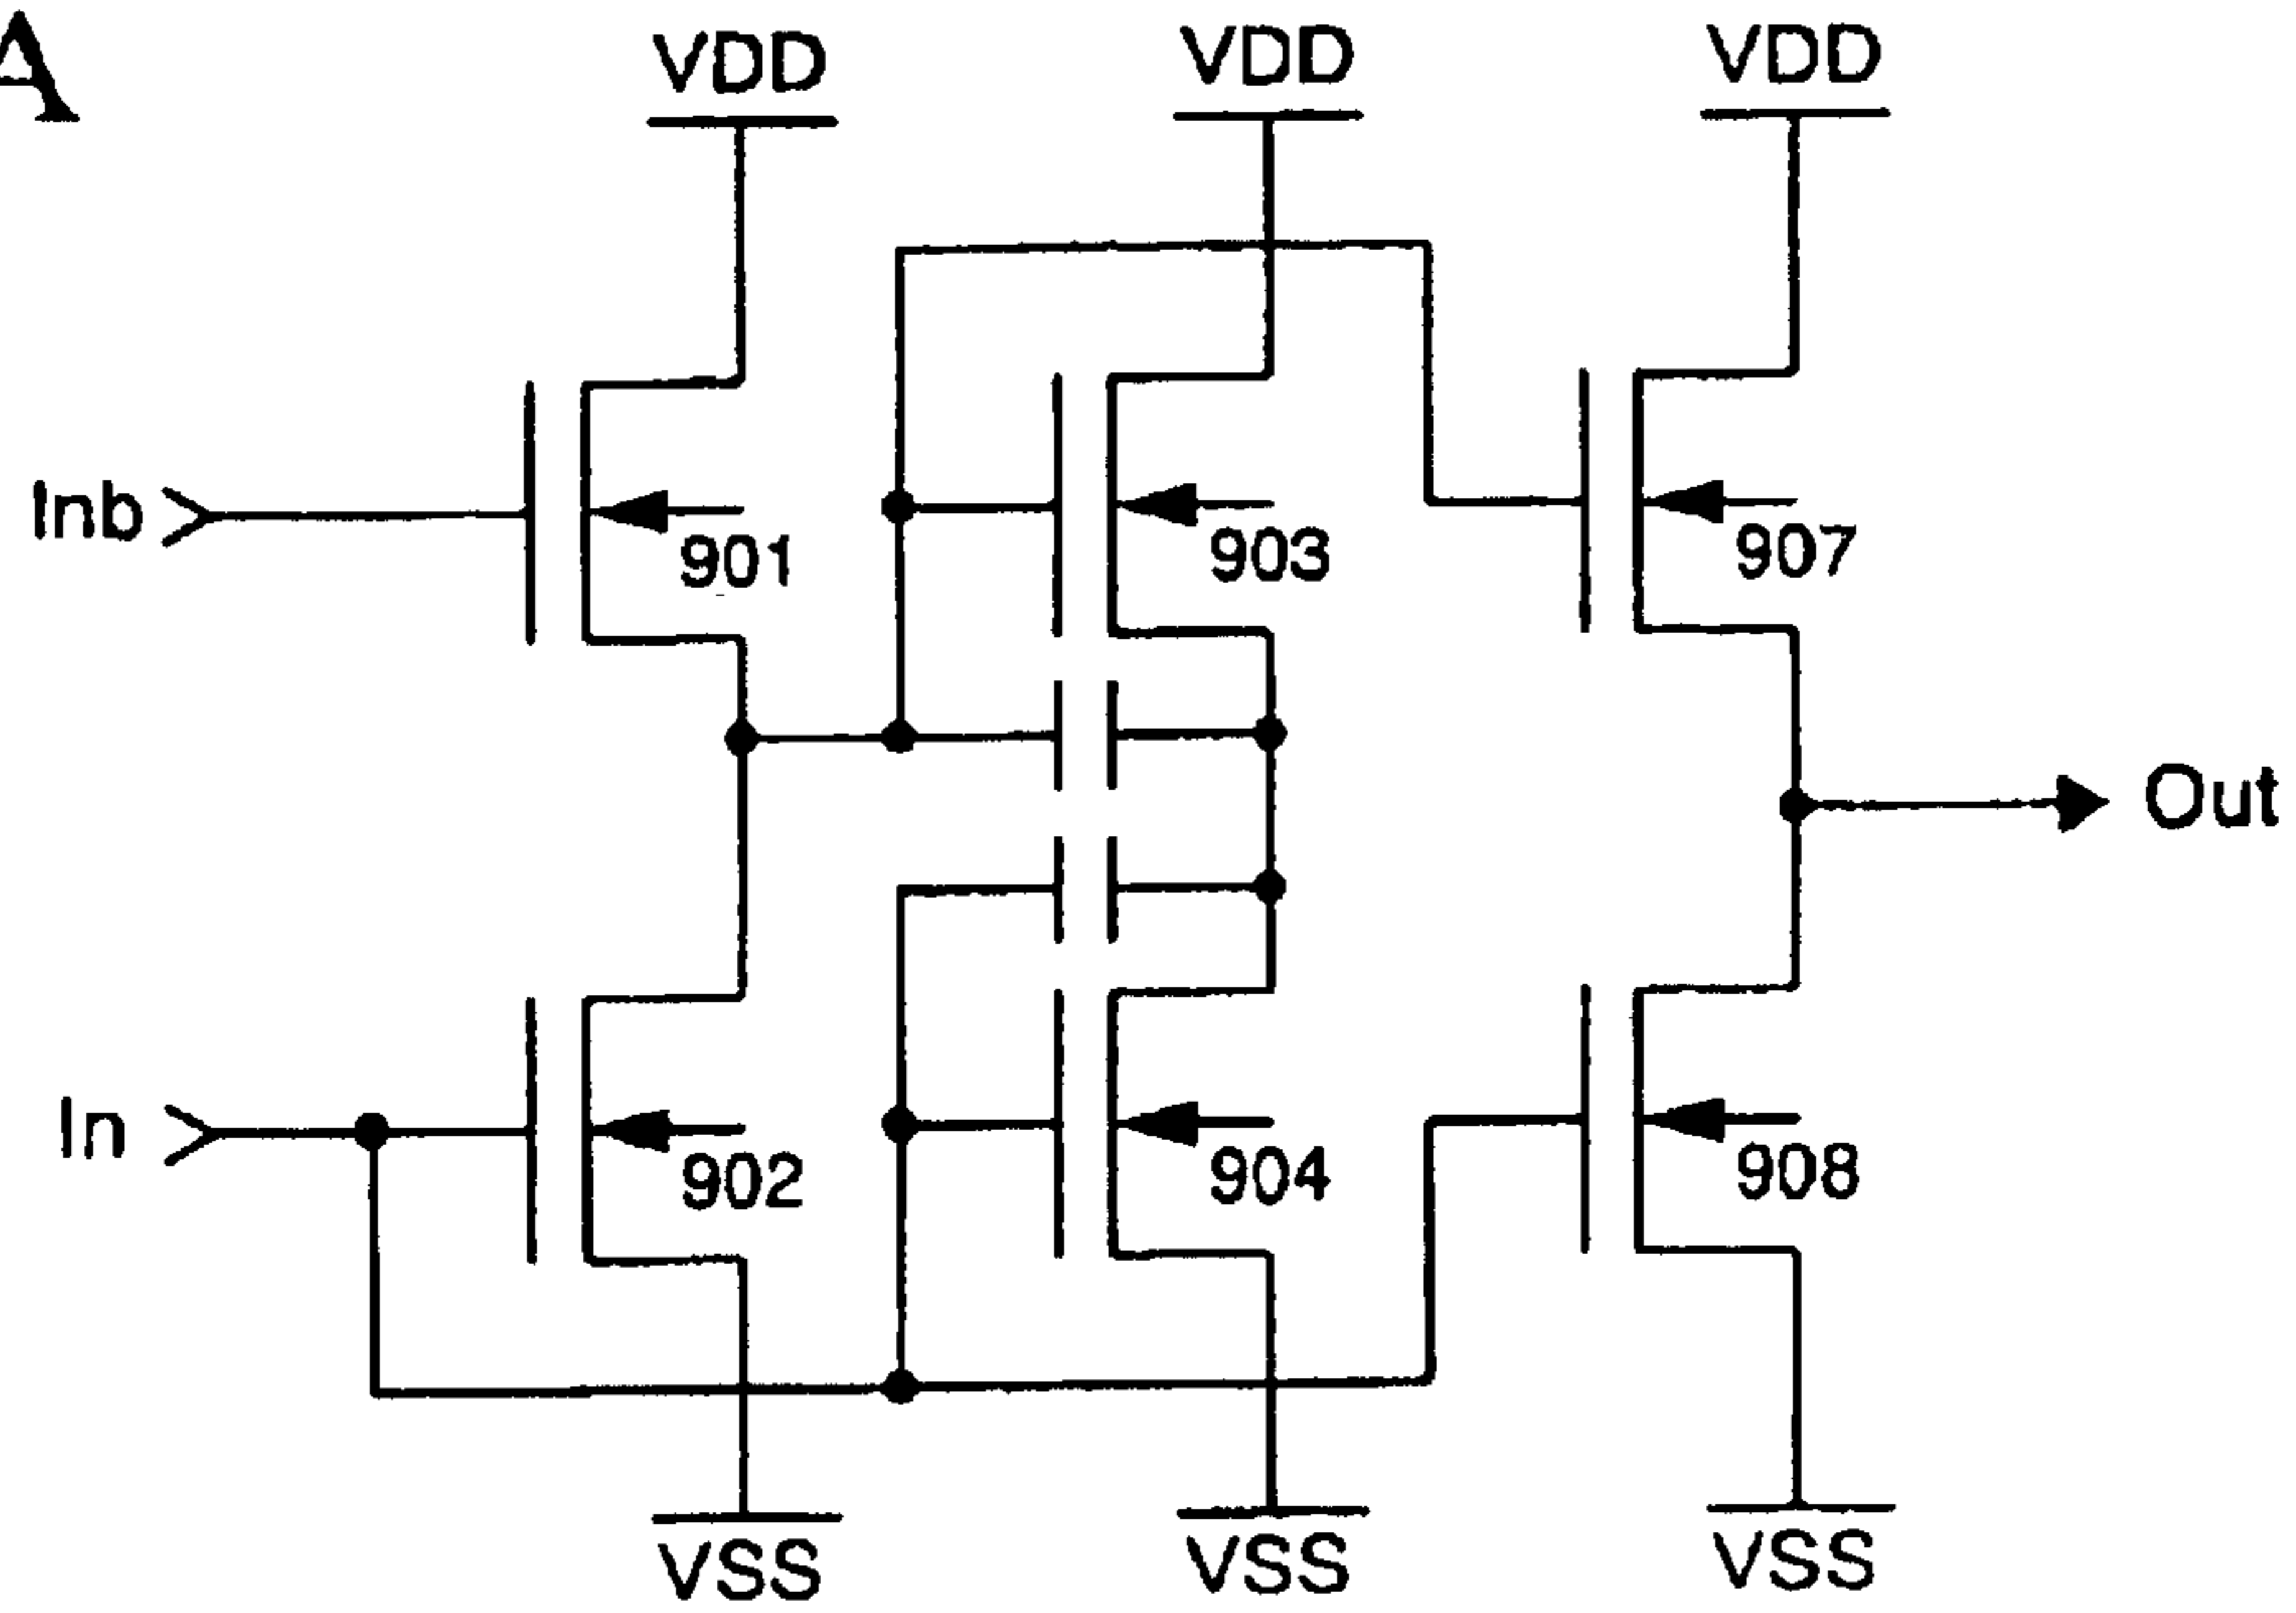 A
VDD VDD VDD
Inb
901
903
907
Out
In
902
904
908
VSS VSS VSS